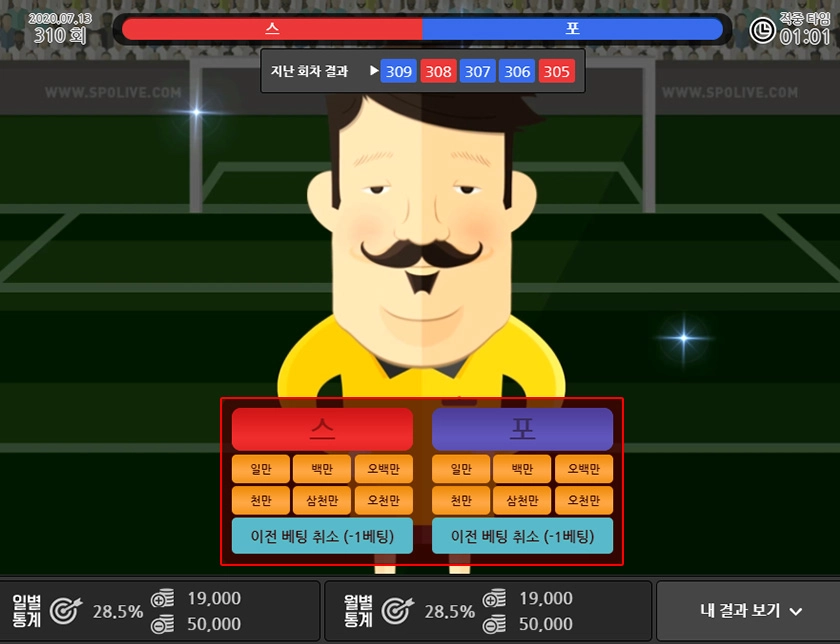 2020.07.13
310 회
스 포
적중 타임
01:01
지난 회차 결과 ▶ 309 308 307 306 305
WWW.SPOLIVE.COM WWW.SPOLIVE.COM
스 포
일만 백만 오백만 일만 백만 오백만
천만 삼천만 오천만 천만 삼천만 오천만
이전 베팅 취소 (-1베팅) 이전 베팅 취소 (-1베팅)
일별
통계
28.5%
19,000
50,000
월별
통계
28.5%
19,000
50,000
내 결과 보기